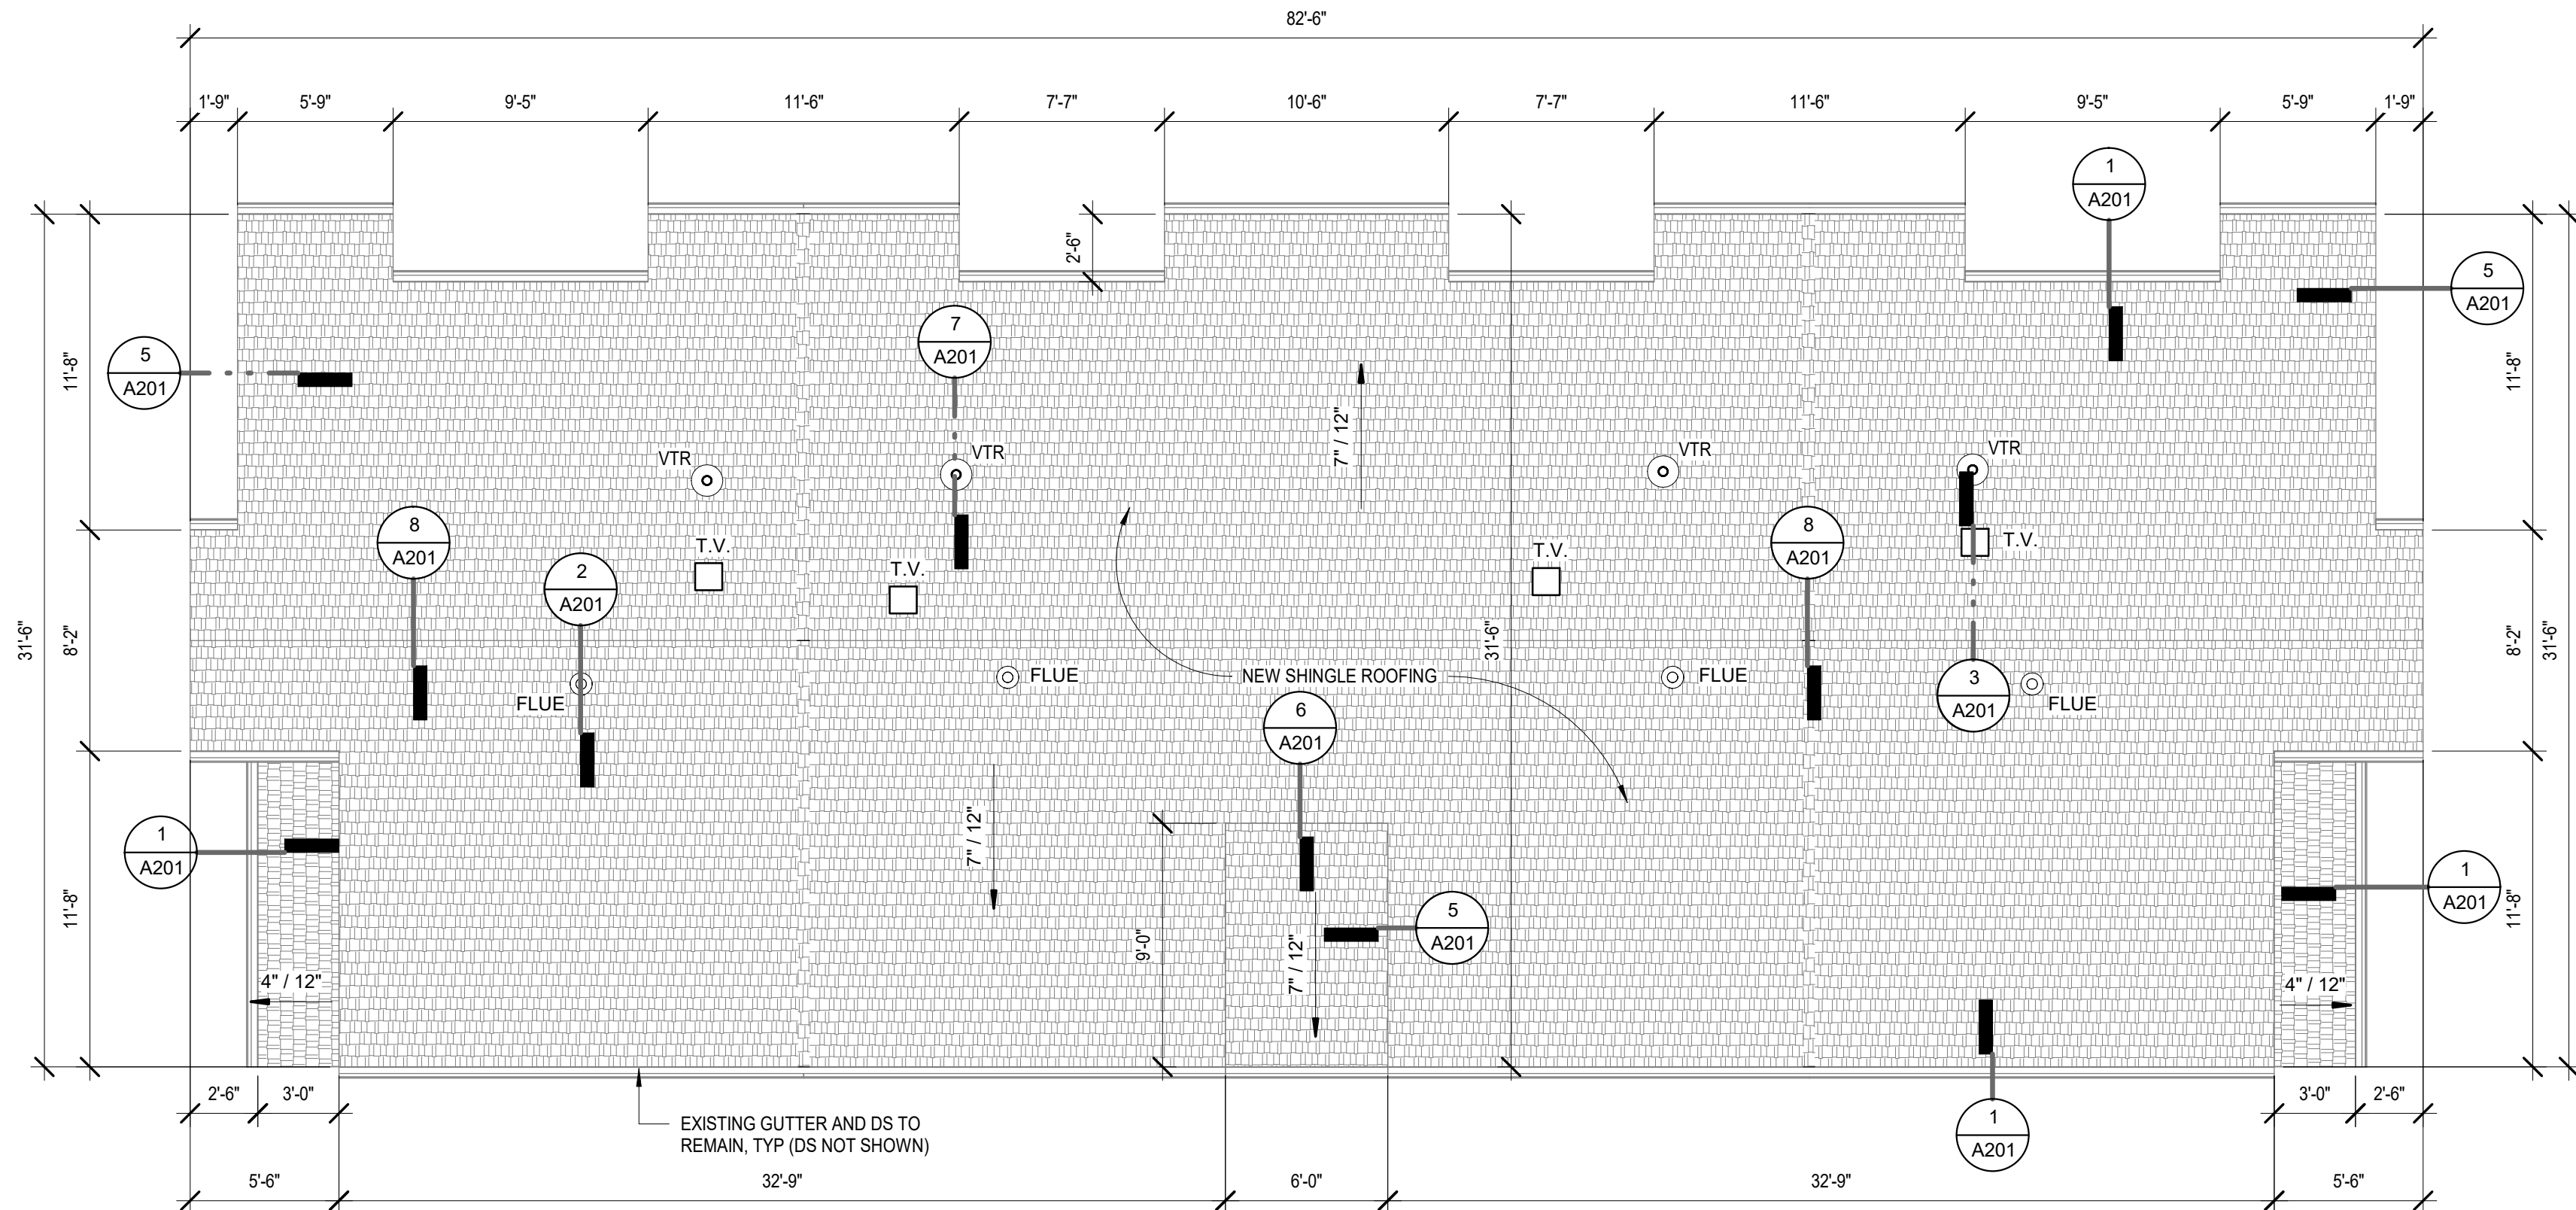 82'-6"
1'-9" 5'-9" 9'-5" 11'-6" 7'-7" 10'-6" 7'-7" 11'-6" 9'-5" 5'-9" 1'-9"
1
A201
2'-6"
5
A201
7
A201
5
A201
11'-8"
11'-8"
7" / 12"
VTR
VTR
VTR
VTR
8
A201
8
A201
T.V.
T.V.
T.V.
T.V.
2
A201
31'-6"
8'-2"
31'-6"
8'-2"
31'-6"
FLUE
NEW SHINGLE ROOFING
FLUE
3
A201
FLUE
FLUE
6
A201
7" / 12"
1
A201
1
A201
11'-8"
9'-0"
5
A201
11'-8"
7" / 12"
4" / 12"
4" / 12"
2'-6" 3'-0"
3'-0" 2'-6"
EXISTING GUTTER AND DS TO
REMAIN, TYP (DS NOT SHOWN)
1
A201
5'-6" 32'-9" 6'-0" 32'-9" 5'-6"